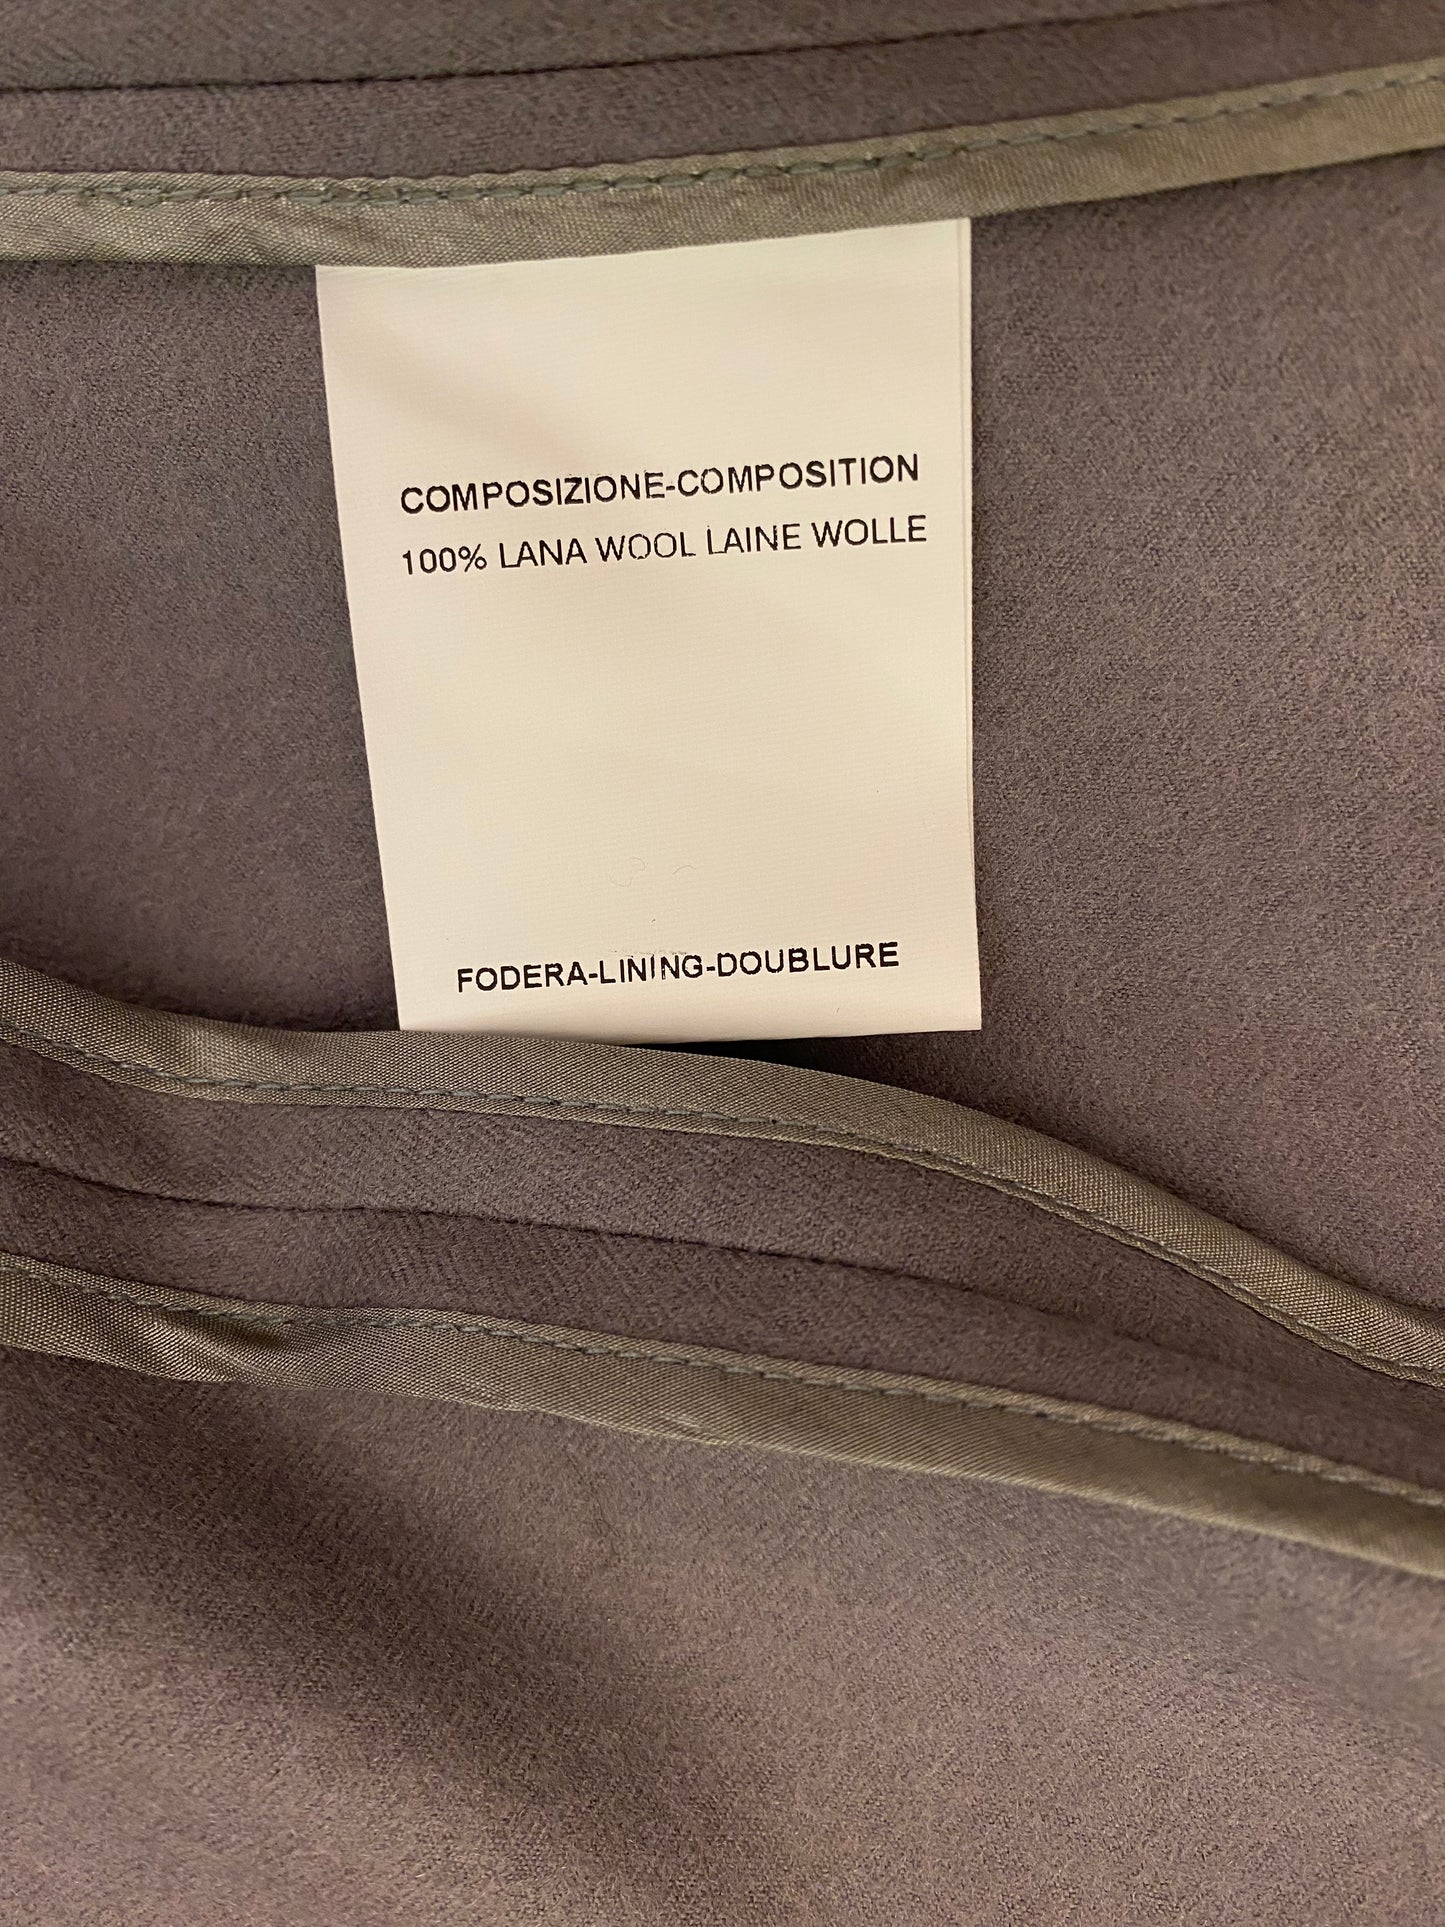 COMPOSIZIONE-COMPOSITION
100% LANA WOOL LAINE WOLLE
FODERA-LINING-DOUBLURE